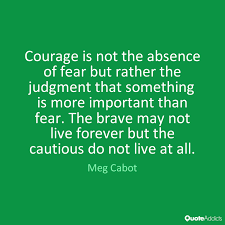 Courage is not the absence
of fear but rather the
judgment that something
is more important than
fear. The brave may not
live forever but the
cautious do not live at all.
Meg Cabot
QuoteAddicts